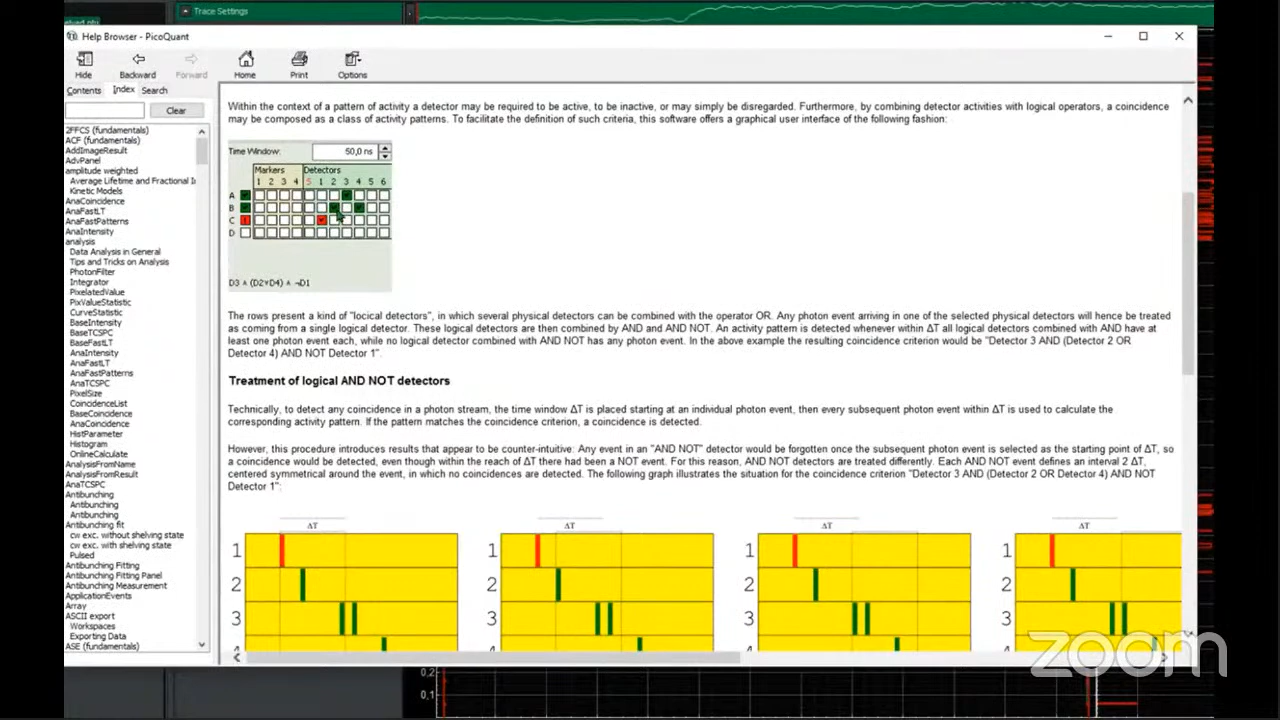 Trace Settings
Help Browser - PicoQuant
Hide
Backward
Forward
Home
Print
Options
Contents
Index
Search
Clear
2FFCS (fundamentals)
ACF (fundamentals)
AddImageResult
AdvPanel
amplitude weighted
Average Lifetime and Fractional I
Kinetic Models
AnaCoincidence
AnaFastLT
AnaFastPatterns
AnaIntensity
analysis
Data Analysis in General
Tips and Tricks on Analysis
PhotonFilter
Integrator
PixelatedValue
PixValueStatistic
CurveStatistic
BaseIntensity
BaseTCSPC
BaseFastLT
AnaIntensity
AnaFastLT
AnaFastPatterns
AnaTCSPC
PixelSize
CoincidenceList
BaseCoincidence
AnaCoincidence
HistParameter
Histogram
OnlineCalculate
AnalysisFromName
AnalysisFromResult
AnaTCSPC
Antibunching
Antibunching
Antibunching
Antibunching fit
cw exc. without shelving state
cw exc. with shelving state
Pulsed
Antibunching Fitting
Antibunching Fitting Panel
Antibunching Measurement
ApplicationEvents
Array
ASCII export
Workspaces
Exporting Data
ASE (fundamentals)
Within the context of a pattern of activity a detector may be required to be active, to be inactive, or may simply be disregarded. Furthermore, by combining detector activities with logical operators, a coincidence
may be composed as a class of activity patterns. To facilitate the definition of such criteria, this software offers a graphical user interface of the following fashion:
Time Window: 50,0 ns
Markers Detectors
1 2 3 4 S 1 2 3 4 5 6
A
B
C
D
D3 ∧ (D2∨D4) ∧ ¬D1
The rows present a kind of "locical detectors", in which several physical detectors can be combined with the operator OR. Any photon event arriving in one of the selected physical detectors will hence be treated
as coming from a single logical detector. These logical detectors are then combined by AND and AND NOT. An activity pattern is detected whenever within ΔT all logical detectors combined with AND have at
least one photon event each, while no logical detector combined with AND NOT has any photon event. In the above example the resulting coincidence criterion would be "Detector 3 AND (Detector 2 OR
Detector 4) AND NOT Detector 1".
Treatment of logical AND NOT detectors
Technically, to detect any coincidence in a photon stream, the time window ΔT is placed starting at an individual photon event, then every subsequent photon event within ΔT is used to calculate the
corresponding activity pattern. If the pattern matches the coincidence criterion, a coincidence is detected.
However, this procedure introduces results that appear to be counter-intuitive: Any event in an "AND NOT" detector would be forgotten once the subsequent photon event is selected as the starting point of ΔT, so
a coincidence would be detected, even though within the reach of ΔT there had been a NOT event. For this reason, AND NOT detectors are treated differently. Each AND NOT event defines an interval 2 ΔT,
centered symmetrical around the event, in which no coincidences are detected. The following graph illustrates the situation for the coincidence criterion "Detector 3 AND (Detector 2 OR Detector 4) AND NOT
Detector 1":
ΔT ΔT ΔT ΔT
1 1 1 1
2 2 2 2
3 3 3 3
zoom
0,2
0,1